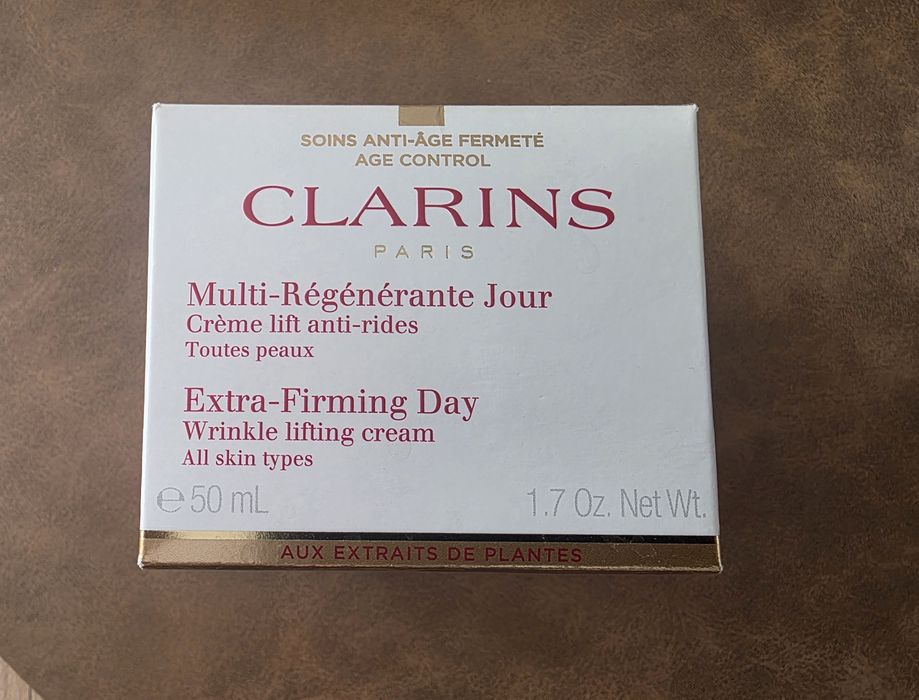 SOINS ANTI-ÂGE FERMETÉ
AGE CONTROL
CLARINS
PARIS
Multi-Régénérante Jour
Crème lift anti-rides
Toutes peaux
Extra-Firming Day
Wrinkle lifting cream
All skin types
℮ 50 mL 1.7 Oz. Net Wt.
AUX EXTRAITS DE PLANTES